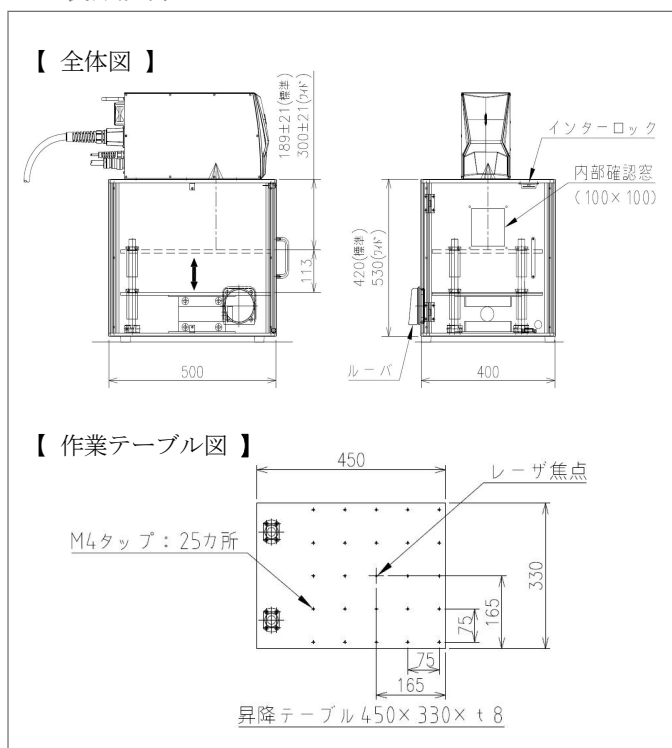 【 全体図 】
189±21(標準)
300±21(ワイド)
インターロック
内部確認窓
(100×100)
420(標準)
530(ワイド)
113
500
ルーバ
400
【 作業テーブル図 】
450
レーザ焦点
M4タップ：25カ所
330
165
75
75
165
昇降テーブル450×330×t8